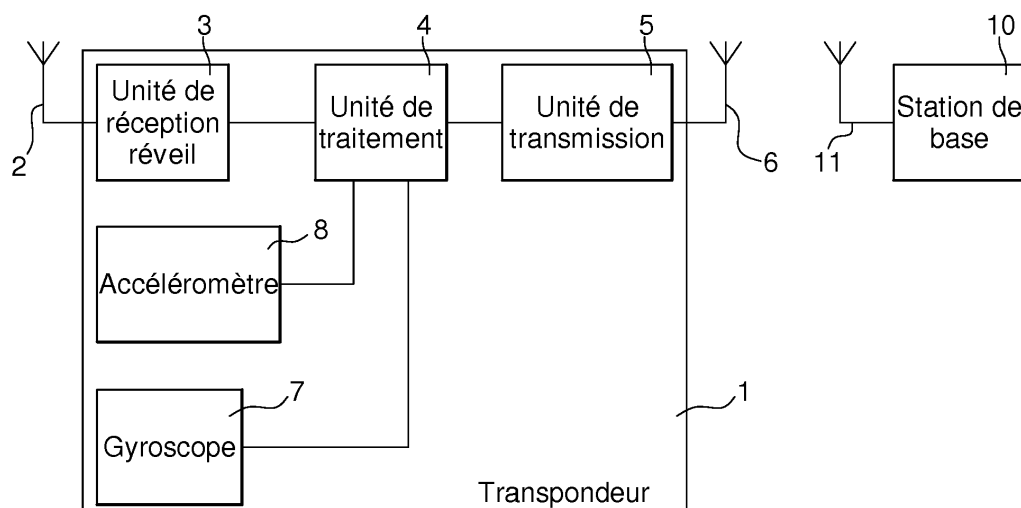 3
4
5
10
Unité de
réception
réveil
Unité de
traitement
Unité de
transmission
Station de
base
2
6
11
8
Accéléromètre
7
1
Gyroscope
Transpondeur